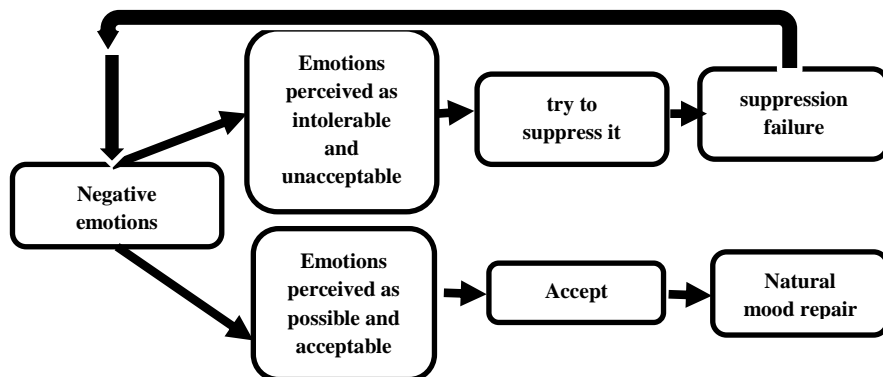 Emotions
perceived as
intolerable
and
unacceptable
try to
suppress it
suppression
failure
Negative
emotions
Emotions
perceived as
possible and
acceptable
Accept
Natural
mood repair